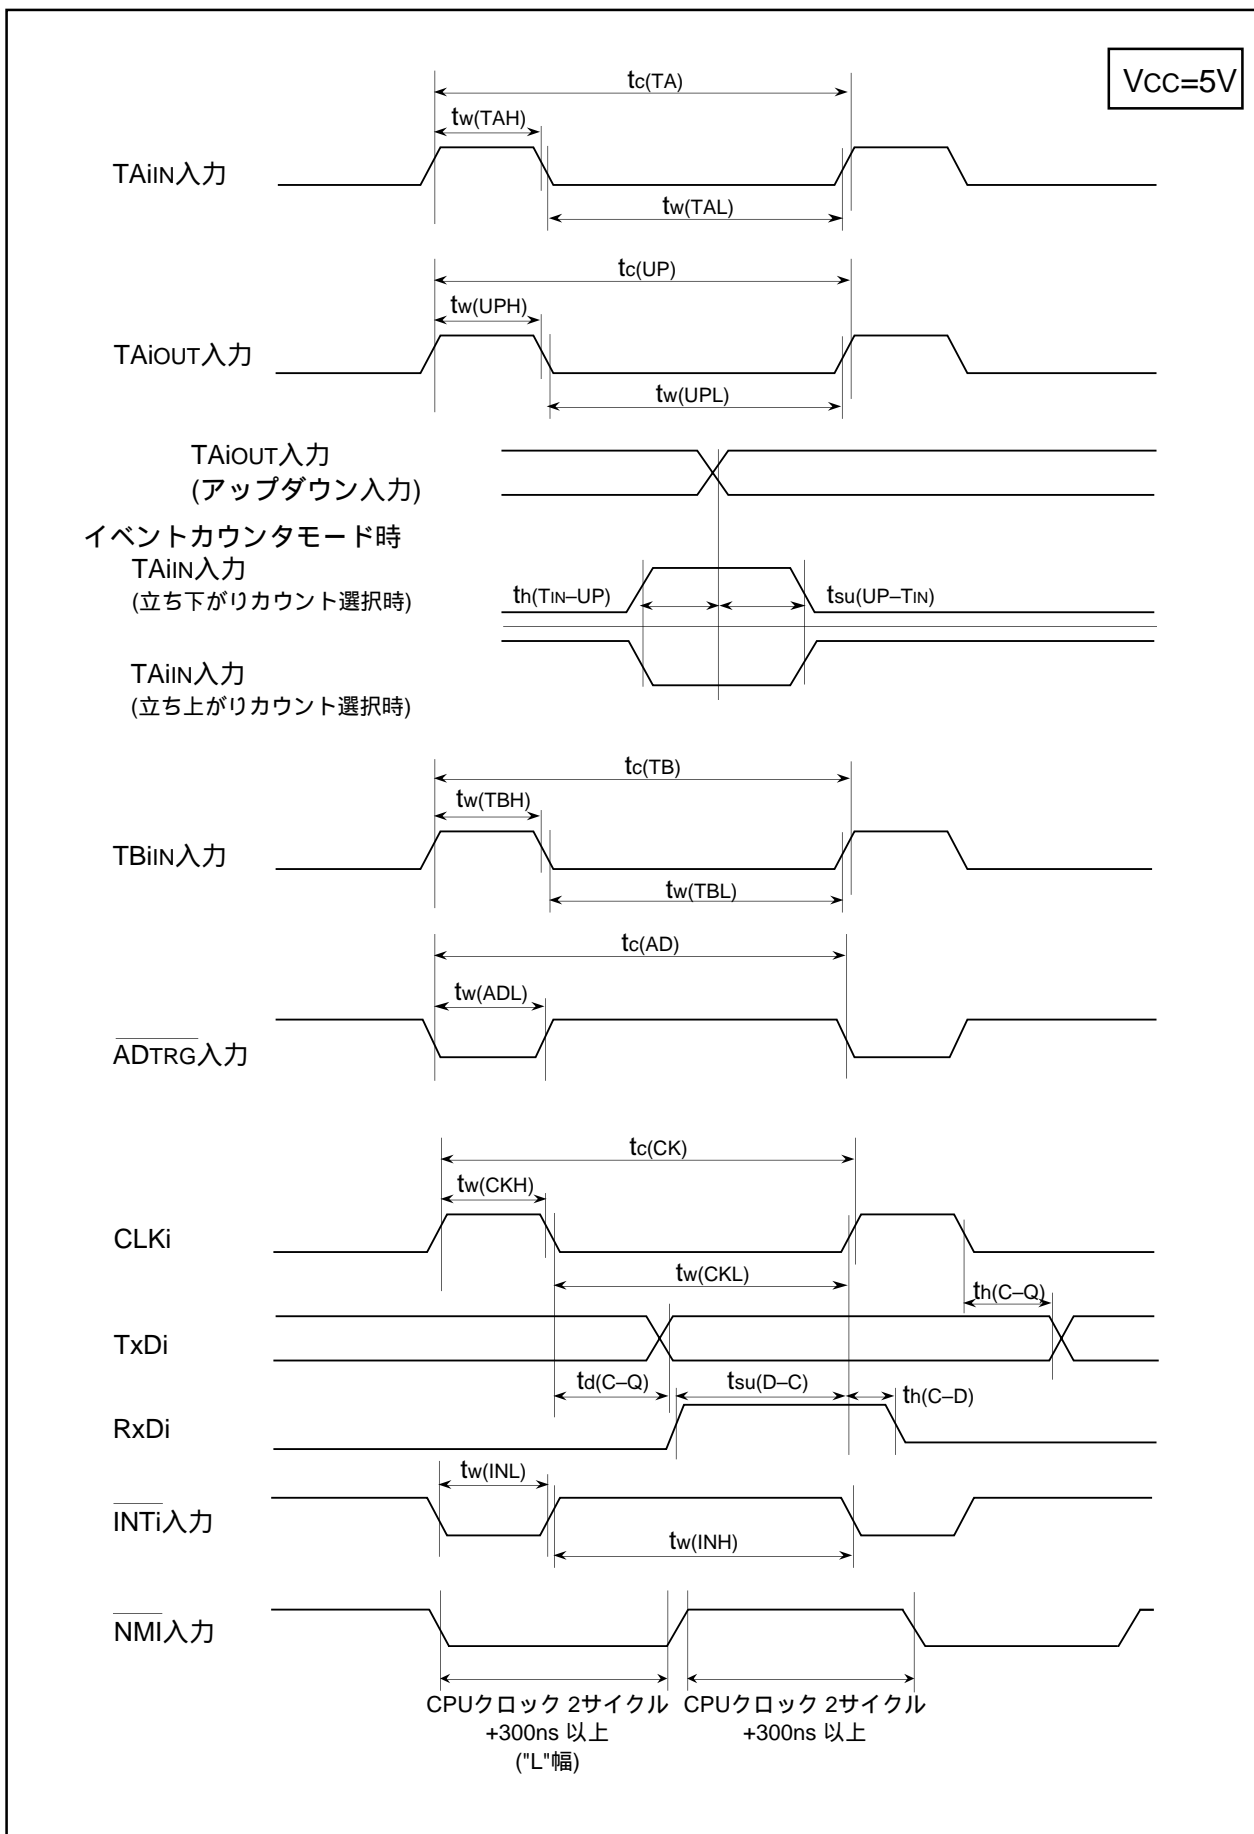 VCC=5V
tc(TA)
tw(TAH)
TAiIN入力
tw(TAL)
tc(UP)
tw(UPH)
TAiOUT入力
tw(UPL)
TAiOUT入力
(アップダウン入力)
イベントカウンタモード時
TAiIN入力
(立ち下がりカウント選択時)
th(TIN–UP)
tsu(UP–TIN)
TAiIN入力
(立ち上がりカウント選択時)
tc(TB)
tw(TBH)
TBiIN入力
tw(TBL)
tc(AD)
tw(ADL)
ADTRG入力
tc(CK)
tw(CKH)
CLKi
tw(CKL)
th(C–Q)
TxDi
td(C–Q)
tsu(D–C)
th(C–D)
RxDi
tw(INL)
INTi入力
tw(INH)
NMI入力
CPUクロック 2サイクル
+300ns 以上
("L"幅)
CPUクロック 2サイクル
+300ns 以上